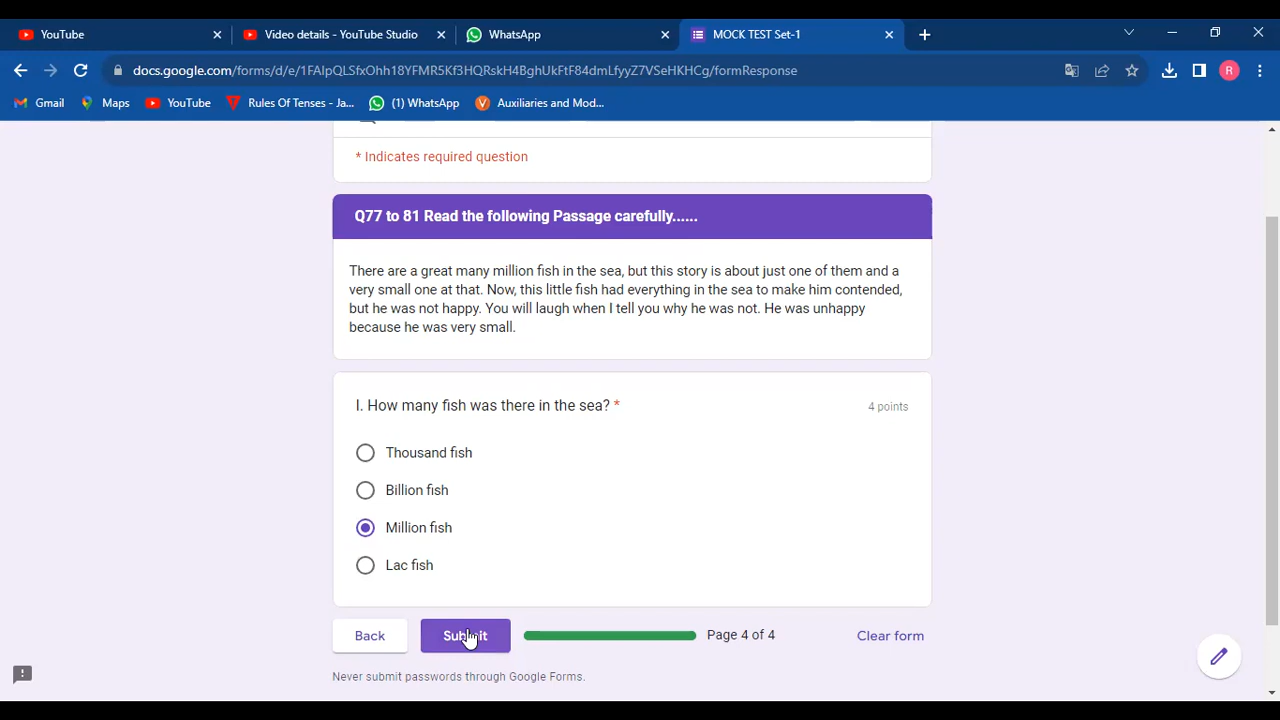 YouTube
Video details - YouTube Studio
WhatsApp
MOCK TEST Set-1
docs.google.com/forms/d/e/1FAIpQLSfxOhh18YFMR5Kf3HQRskH4BghUkFtF84dmLfyyZ7VSeHKHCg/formResponse
R
Gmail
Maps
YouTube
Rules Of Tenses - Ja...
(1) WhatsApp
Auxiliaries and Mod...
* Indicates required question
Q77 to 81 Read the following Passage carefully......
There are a great many million fish in the sea, but this story is about just one of them and a
very small one at that. Now, this little fish had everything in the sea to make him contended,
but he was not happy. You will laugh when I tell you why he was not. He was unhappy
because he was very small.
I. How many fish was there in the sea? *
4 points
Thousand fish
Billion fish
Million fish
Lac fish
Back
Submit
Page 4 of 4
Clear form
Never submit passwords through Google Forms.